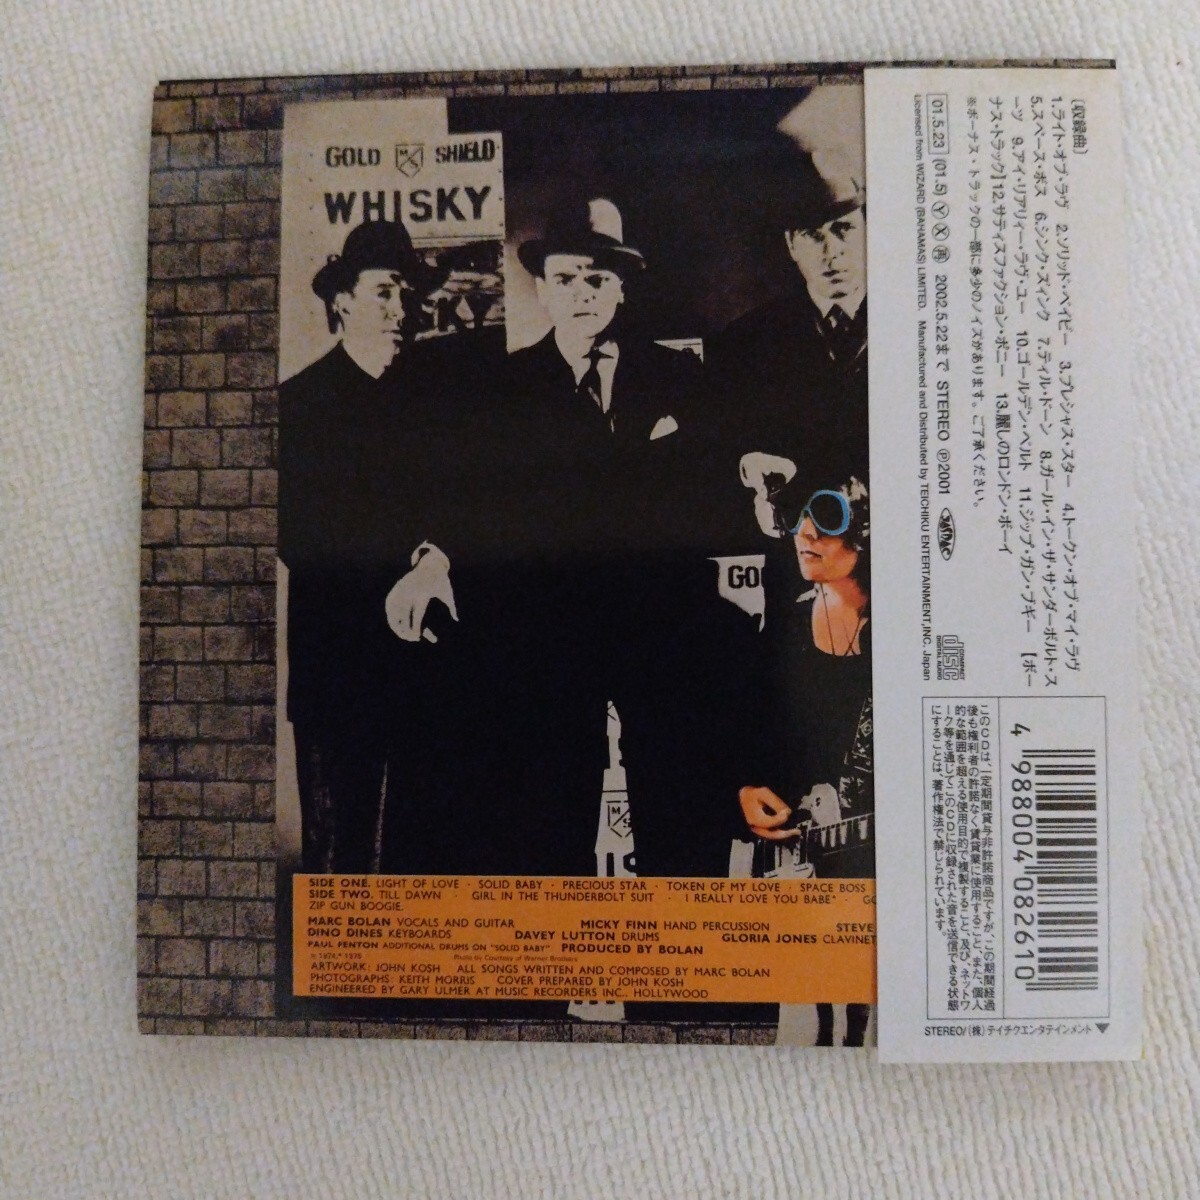 GOLD M/S SHIELD
WHISKY
GO
M/S
SIDE ONE. LIGHT OF LOVE · SOLID BABY · PRECIOUS STAR · TOKEN OF MY LOVE · SPACE BOSS
SIDE TWO. TILL DAWN · GIRL IN THE THUNDERBOLT SUIT · I REALLY LOVE YOU BABE* · GO
ZIP GUN BOOGIE.
MARC BOLAN VOCALS AND GUITAR MICKY FINN HAND PERCUSSION STEVE
DINO DINES KEYBOARDS DAVEY LUTTON DRUMS GLORIA JONES CLAVINET
PAUL FENTON ADDITIONAL DRUMS ON "SOLID BABY" PRODUCED BY BOLAN
Photo by Courtesy of Warner Brothers
ARTWORK: JOHN KOSH ALL SONGS WRITTEN AND COMPOSED BY MARC BOLAN
PHOTOGRAPHS: KEITH MORRIS COVER PREPARED BY JOHN KOSH
ENGINEERED BY GARY ULMER AT MUSIC RECORDERS INC., HOLLYWOOD
〔収録曲〕
1.ライト・オブ・ラヴ 2.ソリッド・ベイビー 3.プレシャス・スター 4.トークン・オブ・マイ・ラヴ
5.スペース・ボス 6.シンク・ズィンク 7.ティル・ドーン 8.ガール・イン・ザ・サンダーボルト・ス
ーツ 9.アイ・リアリィー・ラヴ・ユー 10.ゴールデン・ベルト 11.ジップ・ガン・ブギー 【ボー
ナス・トラック】12.サティスファクション・ポニー 13.麗しのロンドン・ボーイ
※ボーナス・トラックの一部に多少のノイズがあります。ご了承ください。
01.5.23 (01.5) Ⓨ Ⓧ ㊐ 2002.5.22まで STEREO Ⓟ2001 JASRAC COMPACT disc DIGITAL AUDIO
Licensed from WIZARD (BAHAMAS) LIMITED. Manufactured and Distributed by TEICHIKU ENTERTAINMENT,INC. Japan
4 988004 082610
このCDは、一定期間貸与非許諾商品ですが、この期間経過
後も権利者の許諾なく賃貸業に使用すること、また、個人
的な範囲を超える使用目的で複製すること、及び、ネットワ
ーク等を通じてこのCDに収録された音を送信できる状態
にすることは、著作権法で禁じられています。
STEREO/(株)テイチクエンタテインメント▼